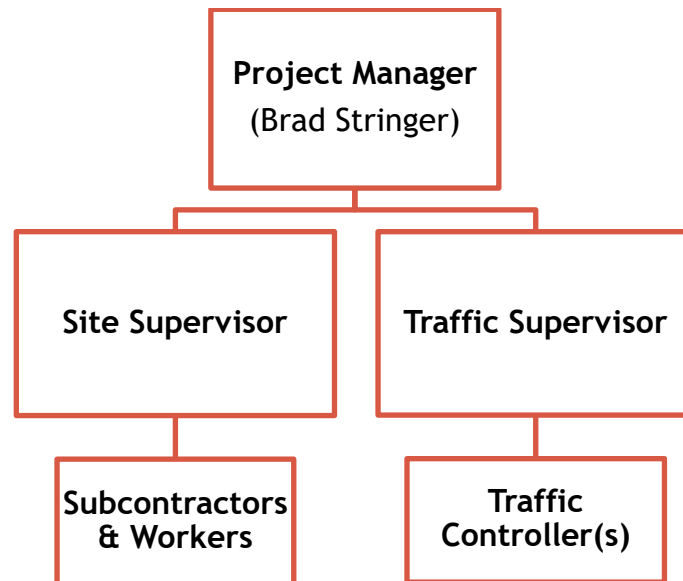 Project Manager
(Brad Stringer)
Site Supervisor
Traffic Supervisor
Subcontractors
& Workers
Traffic
Controller(s)